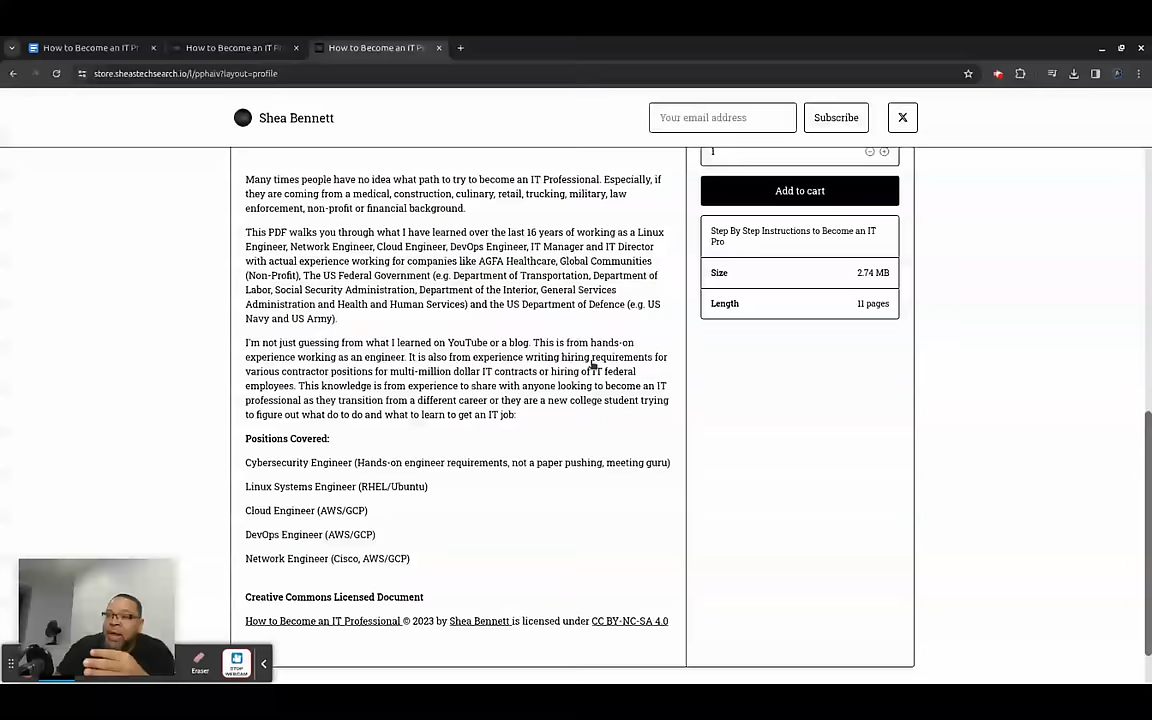 How to Become an IT P
How to Become an IT P
How to Become an IT P
store.sheastechsearch.io/l/pphaiv?layout=profile
Shea Bennett
Your email address
Subscribe
1
Many times people have no idea what path to try to become an IT Professional. Especially, if
they are coming from a medical, construction, culinary, retail, trucking, military, law
enforcement, non-profit or financial background.
This PDF walks you through what I have learned over the last 16 years of working as a Linux
Engineer, Network Engineer, Cloud Engineer, DevOps Engineer, IT Manager and IT Director
with actual experience working for companies like AGFA Healthcare, Global Communities
(Non-Profit), The US Federal Government (e.g. Department of Transportation, Department of
Labor, Social Security Administration, Department of the Interior, General Services
Administration and Health and Human Services) and the US Department of Defence (e.g. US
Navy and US Army).
I'm not just guessing from what I learned on YouTube or a blog. This is from hands-on
experience working as an engineer. It is also from experience writing hiring requirements for
various contractor positions for multi-million dollar IT contracts or hiring of IT federal
employees. This knowledge is from experience to share with anyone looking to become an IT
professional as they transition from a different career or they are a new college student trying
to figure out what do to do and what to learn to get an IT job:
Positions Covered:
Cybersecurity Engineer (Hands-on engineer requirements, not a paper pushing, meeting guru)
Linux Systems Engineer (RHEL/Ubuntu)
Cloud Engineer (AWS/GCP)
DevOps Engineer (AWS/GCP)
Network Engineer (Cisco, AWS/GCP)
Creative Commons Licensed Document
How to Become an IT Professional © 2023 by Shea Bennett is licensed under CC BY-NC-SA 4.0
Add to cart
Step By Step Instructions to Become an IT
Pro
Size 2.74 MB
Length 11 pages
Eraser
STOP
WEBCAM